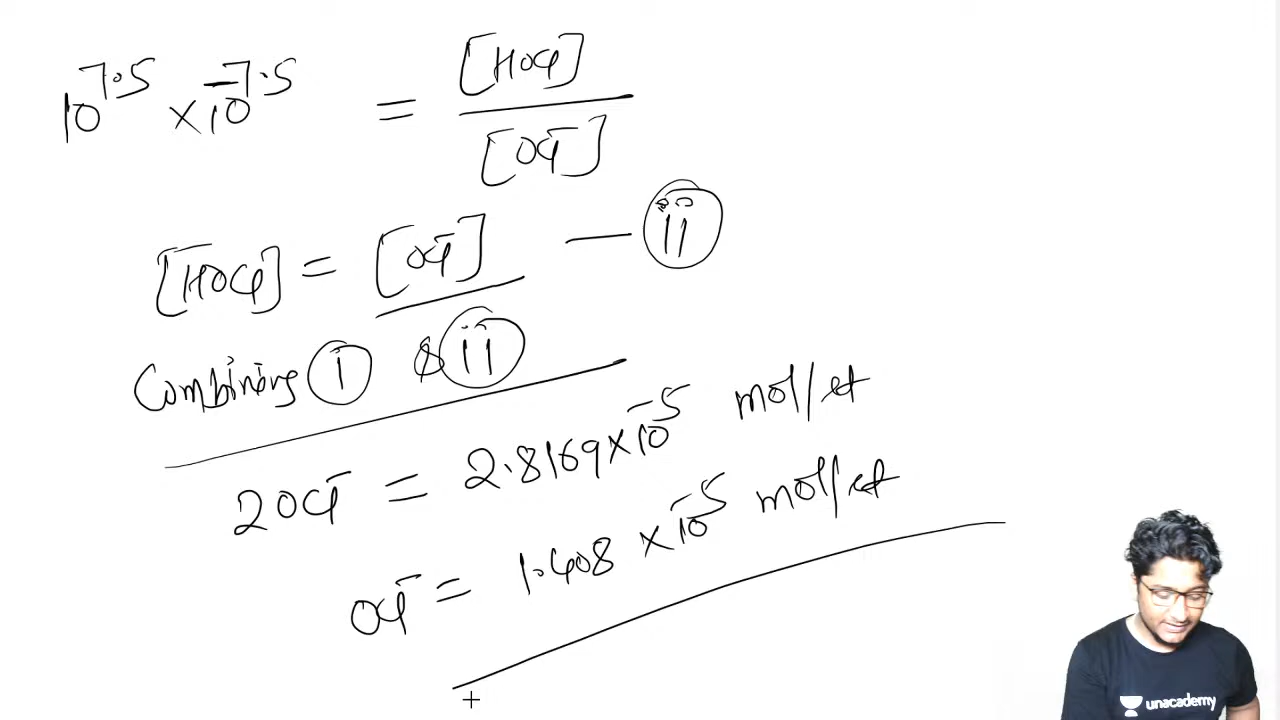 10^7.5 × 10^-7.5 = [HOCl] / [OCl^-]
[HOCl] = [OCl^-] — ii
Combining i & ii
2OCl^- = 2.8169 × 10^-5 mol/lt
OCl^- = 1.408 × 10^-5 mol/lt
unacademy